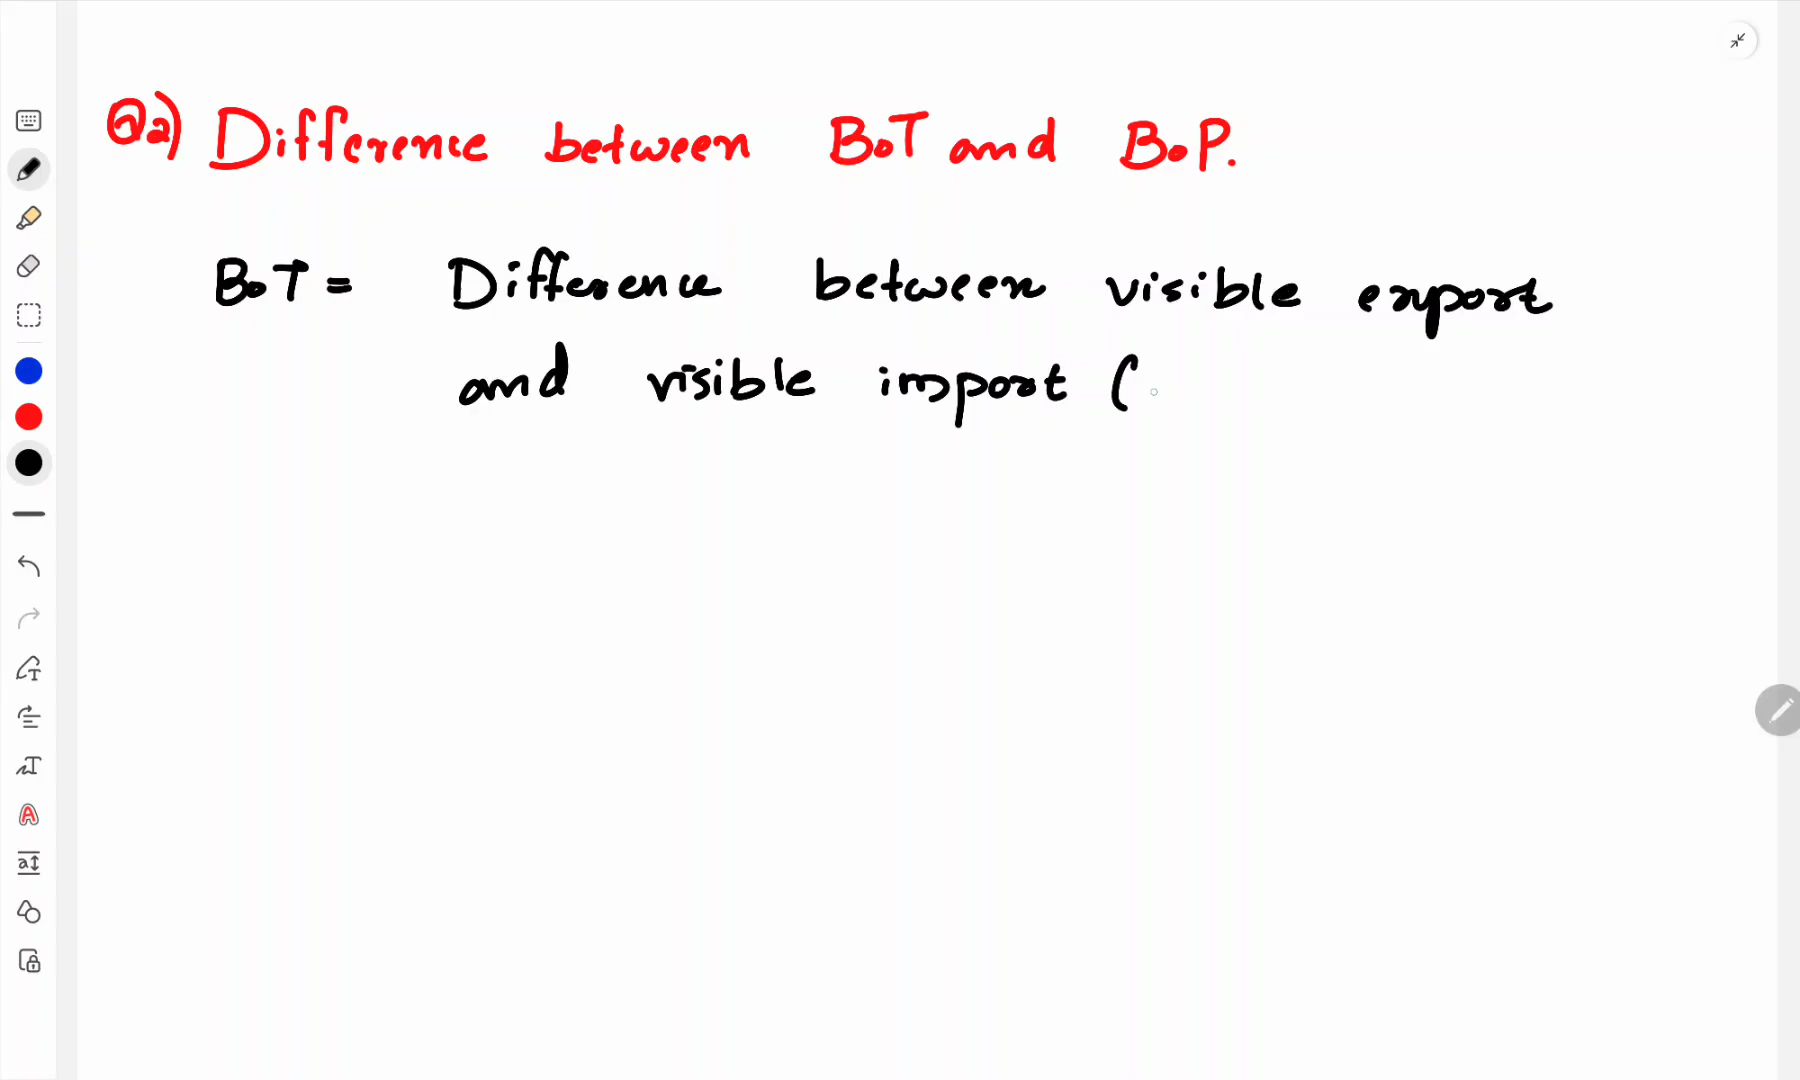 Q2) Difference between BoT and BoP.
BoT = Difference between visible export
and visible import (